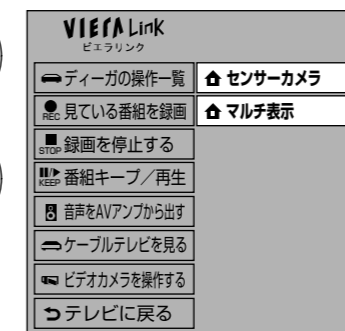 VIERA Link
ビエラリンク
ディーガの操作一覧
センサーカメラ
REC 見ている番組を録画
マルチ表示
STOP 録画を停止する
KEEP 番組キープ／再生
音声をAVアンプから出す
ケーブルテレビを見る
ビデオカメラを操作する
テレビに戻る